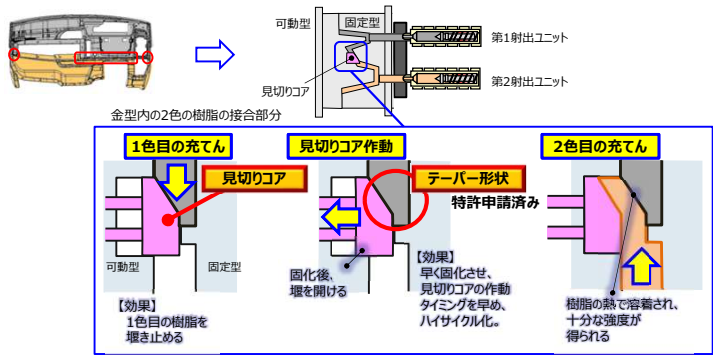 可動型
固定型
第1射出ユニット
見切りコア
第2射出ユニット
金型内の2色の樹脂の接合部分
1色目の充てん
見切りコア作動
2色目の充てん
見切りコア
テーパー形状
特許申請済み
可動型
固定型
【効果】
1色目の樹脂を
堰き止める
固化後、
堰を開ける
【効果】
早く固化させ、
見切りコアの作動
タイミングを早め、
ハイサイクル化。
樹脂の熱で溶着され、
十分な強度が
得られる